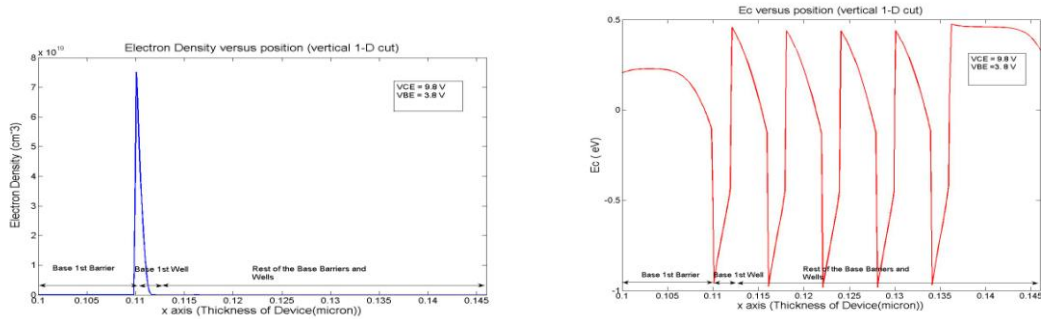 Electron Density versus position (vertical 1-D cut)
8 x 10^19
7
6
5
4
3
2
1
0
Electron Density (cm^3)
VCE = 9.8 V
VBE = 3.8 V
Base 1st Barrier
Base 1st Well
Rest of the Base Barriers and
Wells
0.1 0.105 0.11 0.115 0.12 0.125 0.13 0.135 0.14 0.145
x axis (Thickness of Device(micron))
Ec versus position (vertical 1-D cut)
0.5
0
-0.5
-1
Ec ( eV)
VCE = 9.8 V
VBE =3. 8 V
Base 1st Barrier
Base 1st Well
Rest of the Base Barriers and
Wells
0.1 0.105 0.11 0.115 0.12 0.125 0.13 0.135 0.14 0.145
x axis (Thickness of Device(micron))